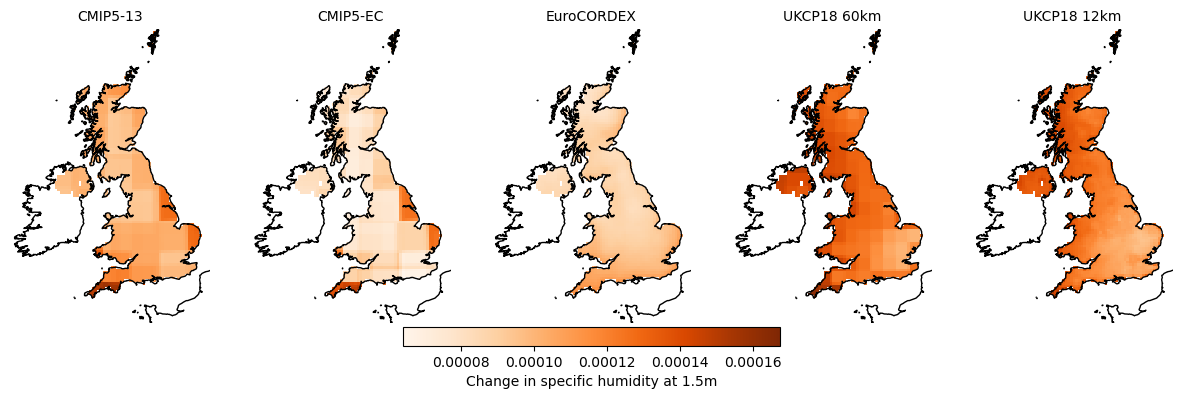 CMIP5-13 CMIP5-EC EuroCORDEX UKCP18 60km UKCP18 12km
0.00008 0.00010 0.00012 0.00014 0.00016
Change in specific humidity at 1.5m